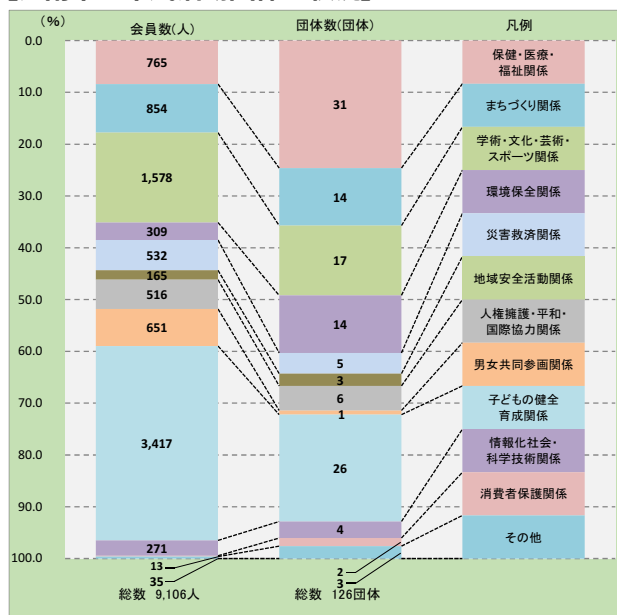 (%)
会員数(人)
団体数(団体)
凡例
0.0
10.0
20.0
30.0
40.0
50.0
60.0
70.0
80.0
90.0
100.0
765
854
1,578
309
532
165
516
651
3,417
271
13
35
総数 9,106人
31
14
17
14
5
3
6
1
26
4
2
3
総数 126団体
保健・医療・
福祉関係
まちづくり関係
学術・文化・芸術・
スポーツ関係
環境保全関係
災害救済関係
地域安全活動関係
人権擁護・平和・
国際協力関係
男女共同参画関係
子どもの健全
育成関係
情報化社会・
科学技術関係
消費者保護関係
その他